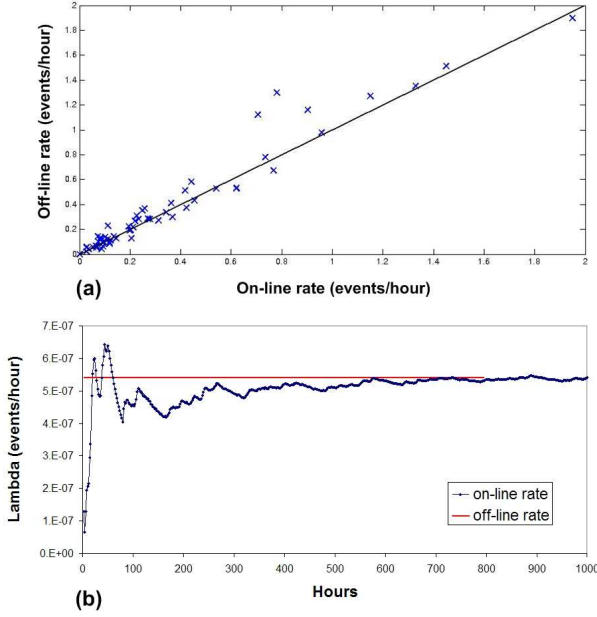 2
1.8
1.6
1.4
1.2
1
0.8
0.6
0.4
0.2
0
Off-line rate (events/hour)
0 0.2 0.4 0.6 0.8 1 1.2 1.4 1.6 1.8 2
(a) On-line rate (events/hour)
7.E-07
6.E-07
5.E-07
4.E-07
3.E-07
2.E-07
1.E-07
0.E+00
Lambda (events/hour)
on-line rate
off-line rate
0 100 200 300 400 500 600 700 800 900 1000
Hours
(b)